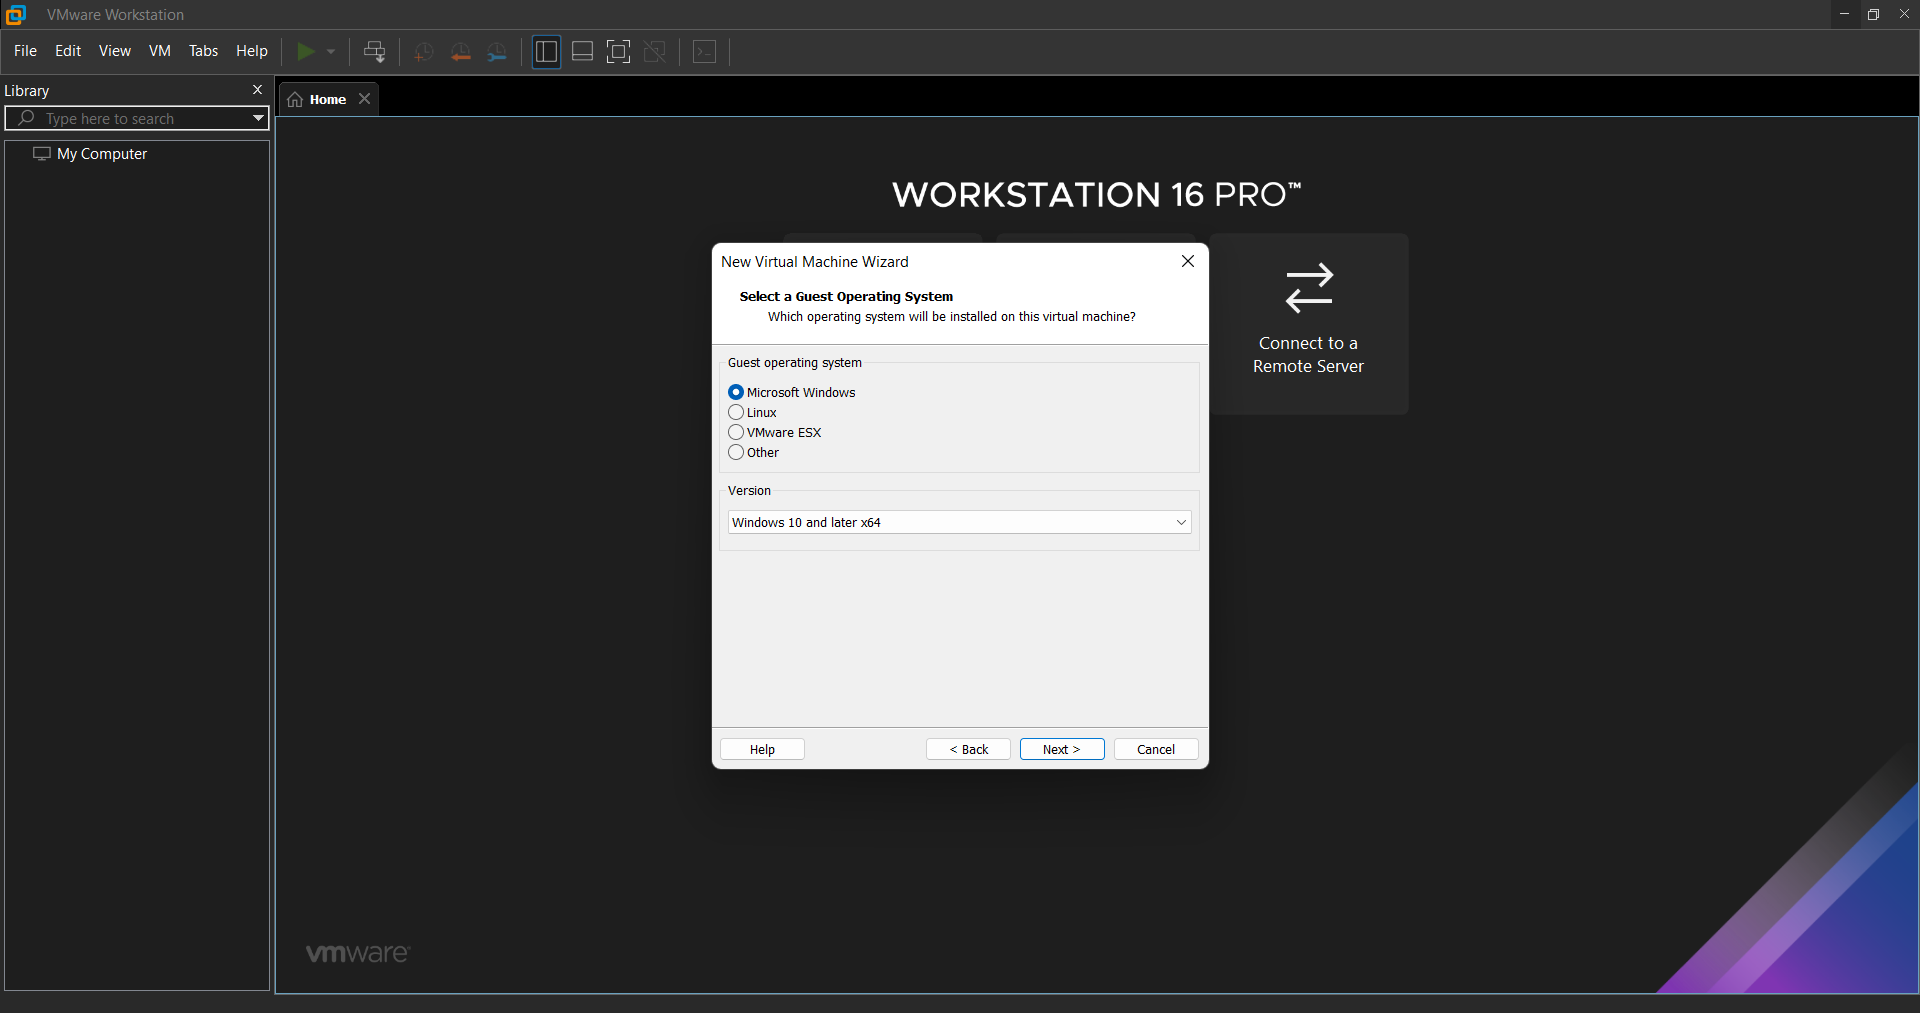 VMware Workstation
File Edit View VM Tabs Help
Library
Type here to search
My Computer
Home
WORKSTATION 16 PRO™
Connect to a
Remote Server
New Virtual Machine Wizard
Select a Guest Operating System
Which operating system will be installed on this virtual machine?
Guest operating system
Microsoft Windows
Linux
VMware ESX
Other
Version
Windows 10 and later x64
Help < Back Next > Cancel
vmware